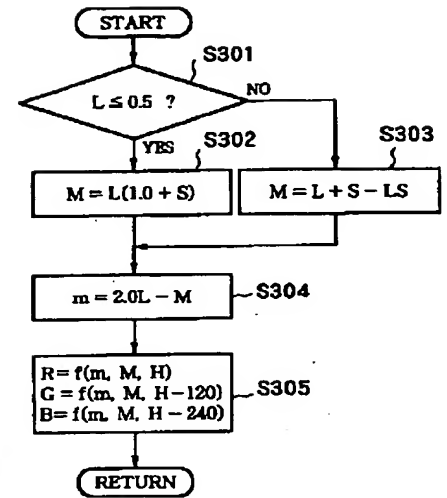 START
S301
L ≤ 0.5 ?
NO
YES
S302
S303
M = L(1.0 + S)
M = L + S − LS
m = 2.0L − M
S304
R = f(m, M, H)
G = f(m, M, H−120)
B = f(m, M, H − 240)
S305
RETURN